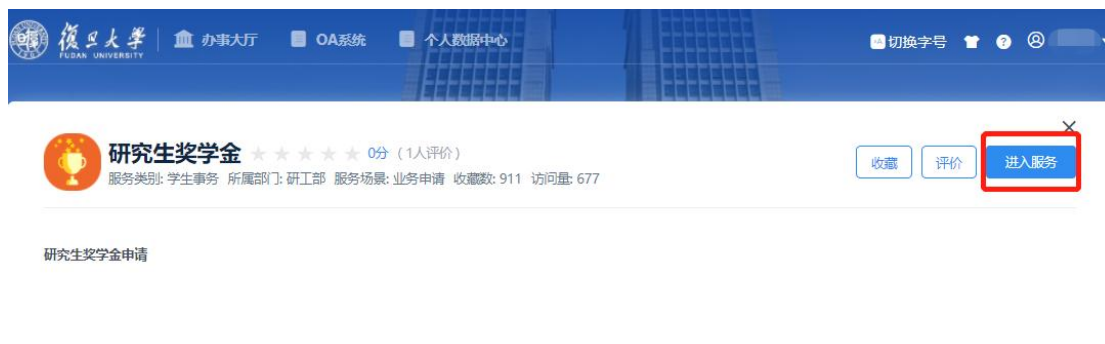 復旦大學 办事大厅 OA系统 个人数据中心 切换字号
FUDAN UNIVERSITY
研究生奖学金 0分 (1人评价)
服务类别: 学生事务 所属部门: 研工部 服务场景: 业务申请 收藏数: 911 访问量: 677
收藏 评价 进入服务
研究生奖学金申请